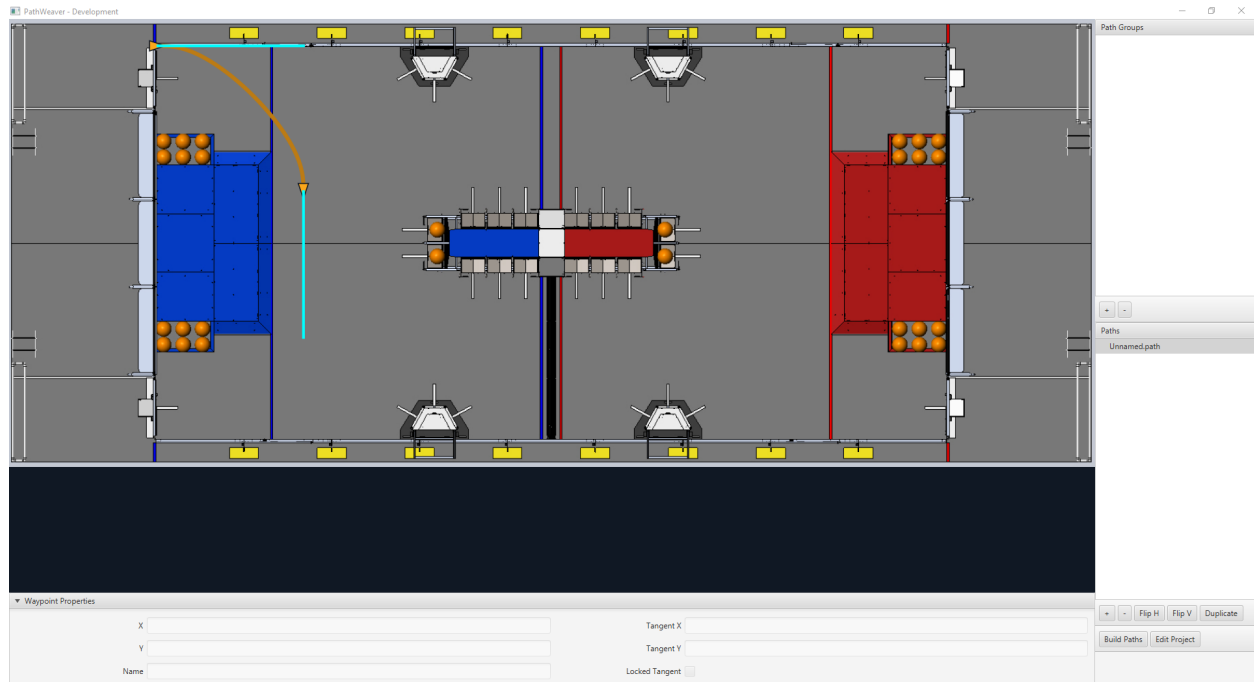 PathWeaver - Development
Path Groups
+ -
Paths
Unnamed.path
+ - Flip H Flip V Duplicate
Build Paths Edit Project
Waypoint Properties
X Tangent X
Y Tangent Y
Name Locked Tangent